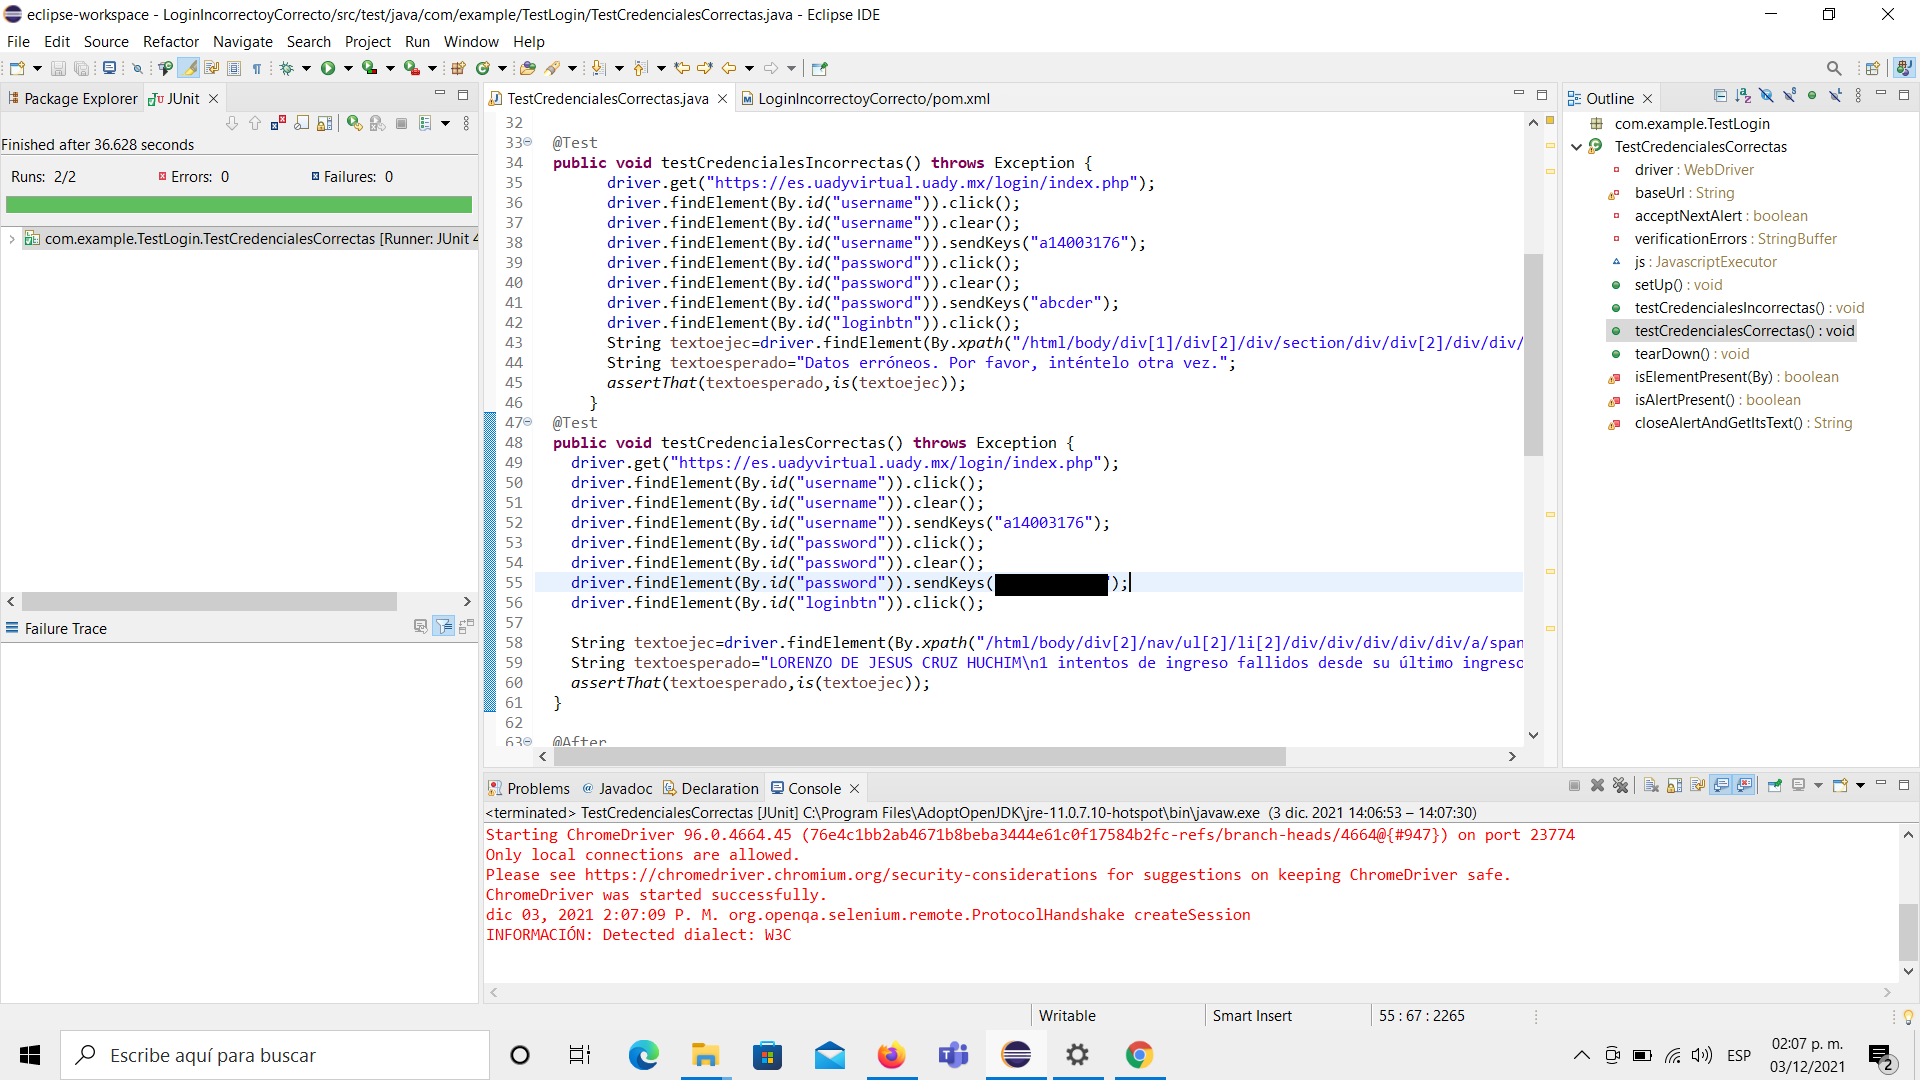 eclipse-workspace - LoginIncorrectoyCorrecto/src/test/java/com/example/TestLogin/TestCredencialesCorrectas.java - Eclipse IDE
File Edit Source Refactor Navigate Search Project Run Window Help
Package Explorer JUnit
Finished after 36.628 seconds
Runs: 2/2 Errors: 0 Failures: 0
com.example.TestLogin.TestCredencialesCorrectas [Runner: JUnit 4
Failure Trace
TestCredencialesCorrectas.java LoginIncorrectoyCorrecto/pom.xml
32
33 @Test
34 public void testCredencialesIncorrectas() throws Exception {
35 driver.get("https://es.uadyvirtual.uady.mx/login/index.php");
36 driver.findElement(By.id("username")).click();
37 driver.findElement(By.id("username")).clear();
38 driver.findElement(By.id("username")).sendKeys("a14003176");
39 driver.findElement(By.id("password")).click();
40 driver.findElement(By.id("password")).clear();
41 driver.findElement(By.id("password")).sendKeys("abcder");
42 driver.findElement(By.id("loginbtn")).click();
43 String textoejec=driver.findElement(By.xpath("/html/body/div[1]/div[2]/div/section/div/div[2]/div/div/
44 String textoesperado="Datos erróneos. Por favor, inténtelo otra vez.";
45 assertThat(textoesperado,is(textoejec));
46 }
47 @Test
48 public void testCredencialesCorrectas() throws Exception {
49 driver.get("https://es.uadyvirtual.uady.mx/login/index.php");
50 driver.findElement(By.id("username")).click();
51 driver.findElement(By.id("username")).clear();
52 driver.findElement(By.id("username")).sendKeys("a14003176");
53 driver.findElement(By.id("password")).click();
54 driver.findElement(By.id("password")).clear();
55 driver.findElement(By.id("password")).sendKeys( ");
56 driver.findElement(By.id("loginbtn")).click();
57
58 String textoejec=driver.findElement(By.xpath("/html/body/div[2]/nav/ul[2]/li[2]/div/div/div/div/div/a/span
59 String textoesperado="LORENZO DE JESUS CRUZ HUCHIM\n1 intentos de ingreso fallidos desde su último ingreso
60 assertThat(textoesperado,is(textoejec));
61 }
62
63 @After
Outline
com.example.TestLogin
TestCredencialesCorrectas
driver : WebDriver
baseUrl : String
acceptNextAlert : boolean
verificationErrors : StringBuffer
js : JavascriptExecutor
setUp() : void
testCredencialesIncorrectas() : void
testCredencialesCorrectas() : void
tearDown() : void
isElementPresent(By) : boolean
isAlertPresent() : boolean
closeAlertAndGetItsText() : String
Problems Javadoc Declaration Console
<terminated> TestCredencialesCorrectas [JUnit] C:\Program Files\AdoptOpenJDK\jre-11.0.7.10-hotspot\bin\javaw.exe (3 dic. 2021 14:06:53 – 14:07:30)
Starting ChromeDriver 96.0.4664.45 (76e4c1bb2ab4671b8beba3444e61c0f17584b2fc-refs/branch-heads/4664@{#947}) on port 23774
Only local connections are allowed.
Please see https://chromedriver.chromium.org/security-considerations for suggestions on keeping ChromeDriver safe.
ChromeDriver was started successfully.
dic 03, 2021 2:07:09 P. M. org.openqa.selenium.remote.ProtocolHandshake createSession
INFORMACIÓN: Detected dialect: W3C
Writable Smart Insert 55 : 67 : 2265
Escribe aquí para buscar
ESP
02:07 p. m.
03/12/2021
2